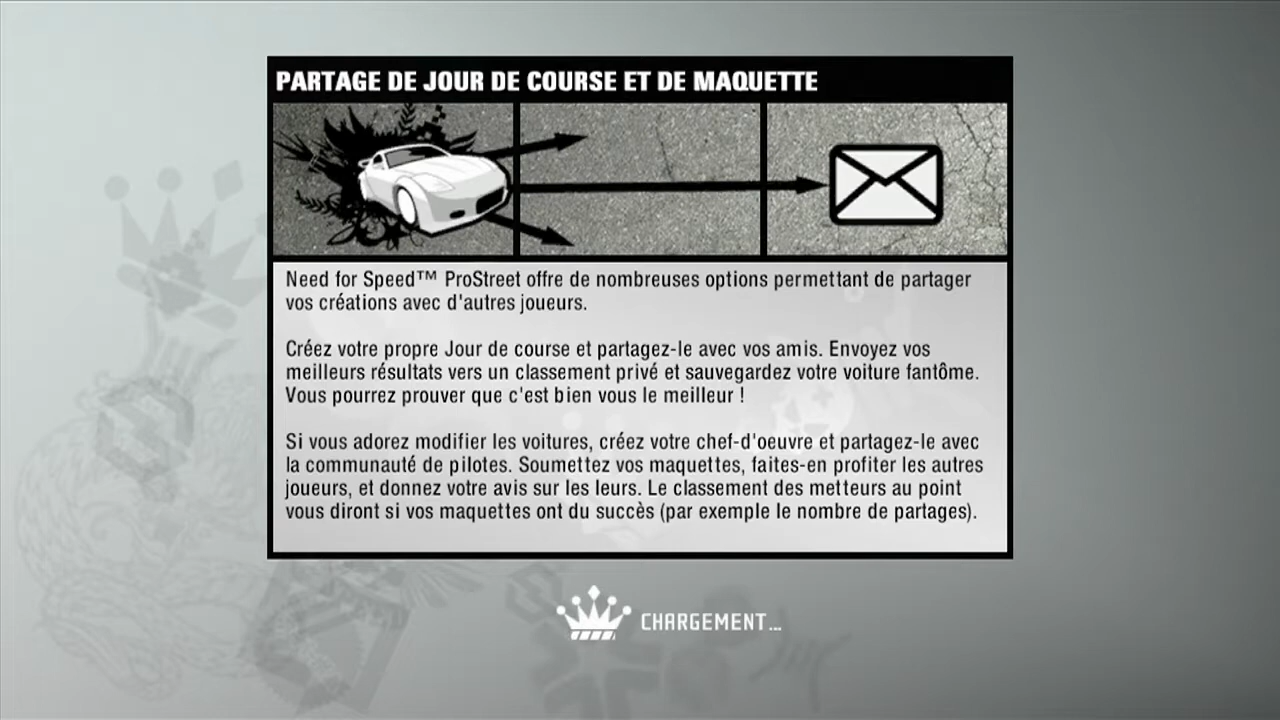 PARTAGE DE JOUR DE COURSE ET DE MAQUETTE
Need for Speed™ ProStreet offre de nombreuses options permettant de partager
vos créations avec d'autres joueurs.
Créez votre propre Jour de course et partagez-le avec vos amis. Envoyez vos
meilleurs résultats vers un classement privé et sauvegardez votre voiture fantôme.
Vous pourrez prouver que c'est bien vous le meilleur !
Si vous adorez modifier les voitures, créez votre chef-d'oeuvre et partagez-le avec
la communauté de pilotes. Soumettez vos maquettes, faites-en profiter les autres
joueurs, et donnez votre avis sur les leurs. Le classement des metteurs au point
vous diront si vos maquettes ont du succès (par exemple le nombre de partages).
CHARGEMENT...